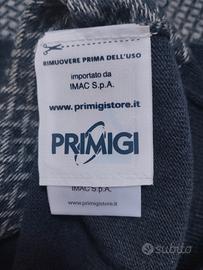 RIMUOVERE PRIMA DELL'USO
importato da
IMAC S.p.A.
www.primigistore.it
PRIMIGI
IMAC S.p.A.
www.primigistore.it
subito